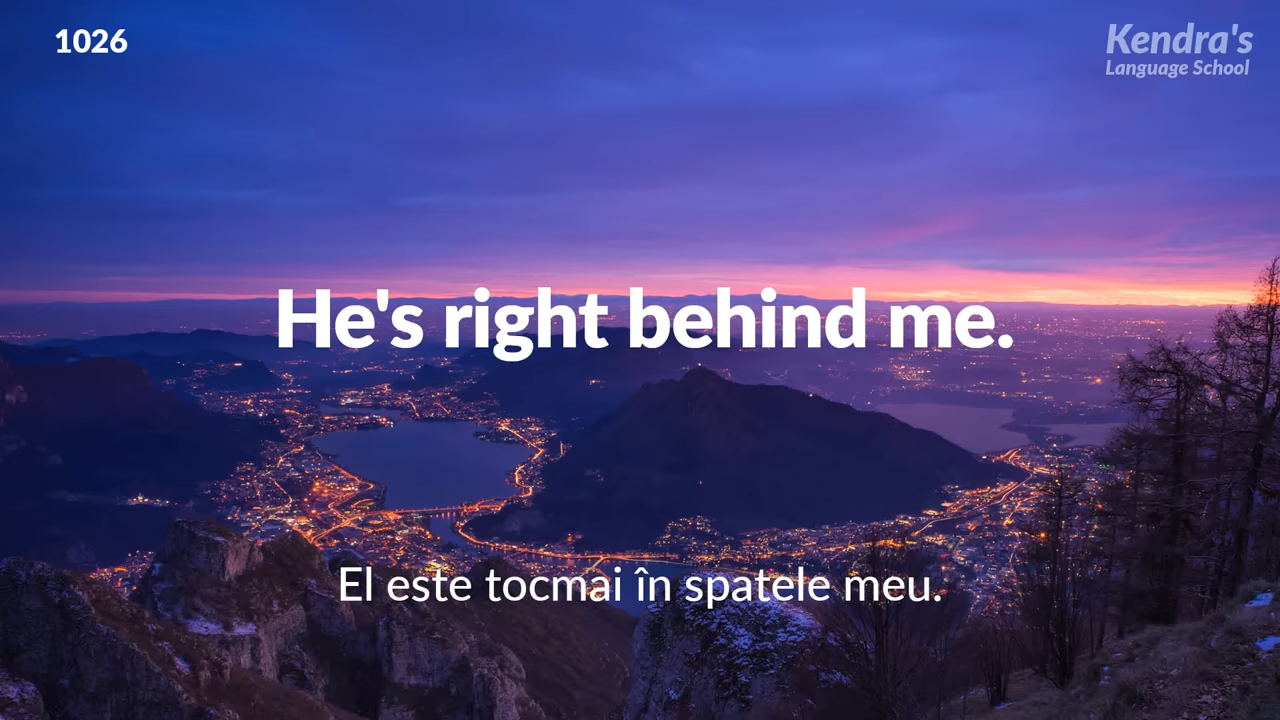 1026
Kendra's
Language School
He's right behind me.
El este tocmai în spatele meu.